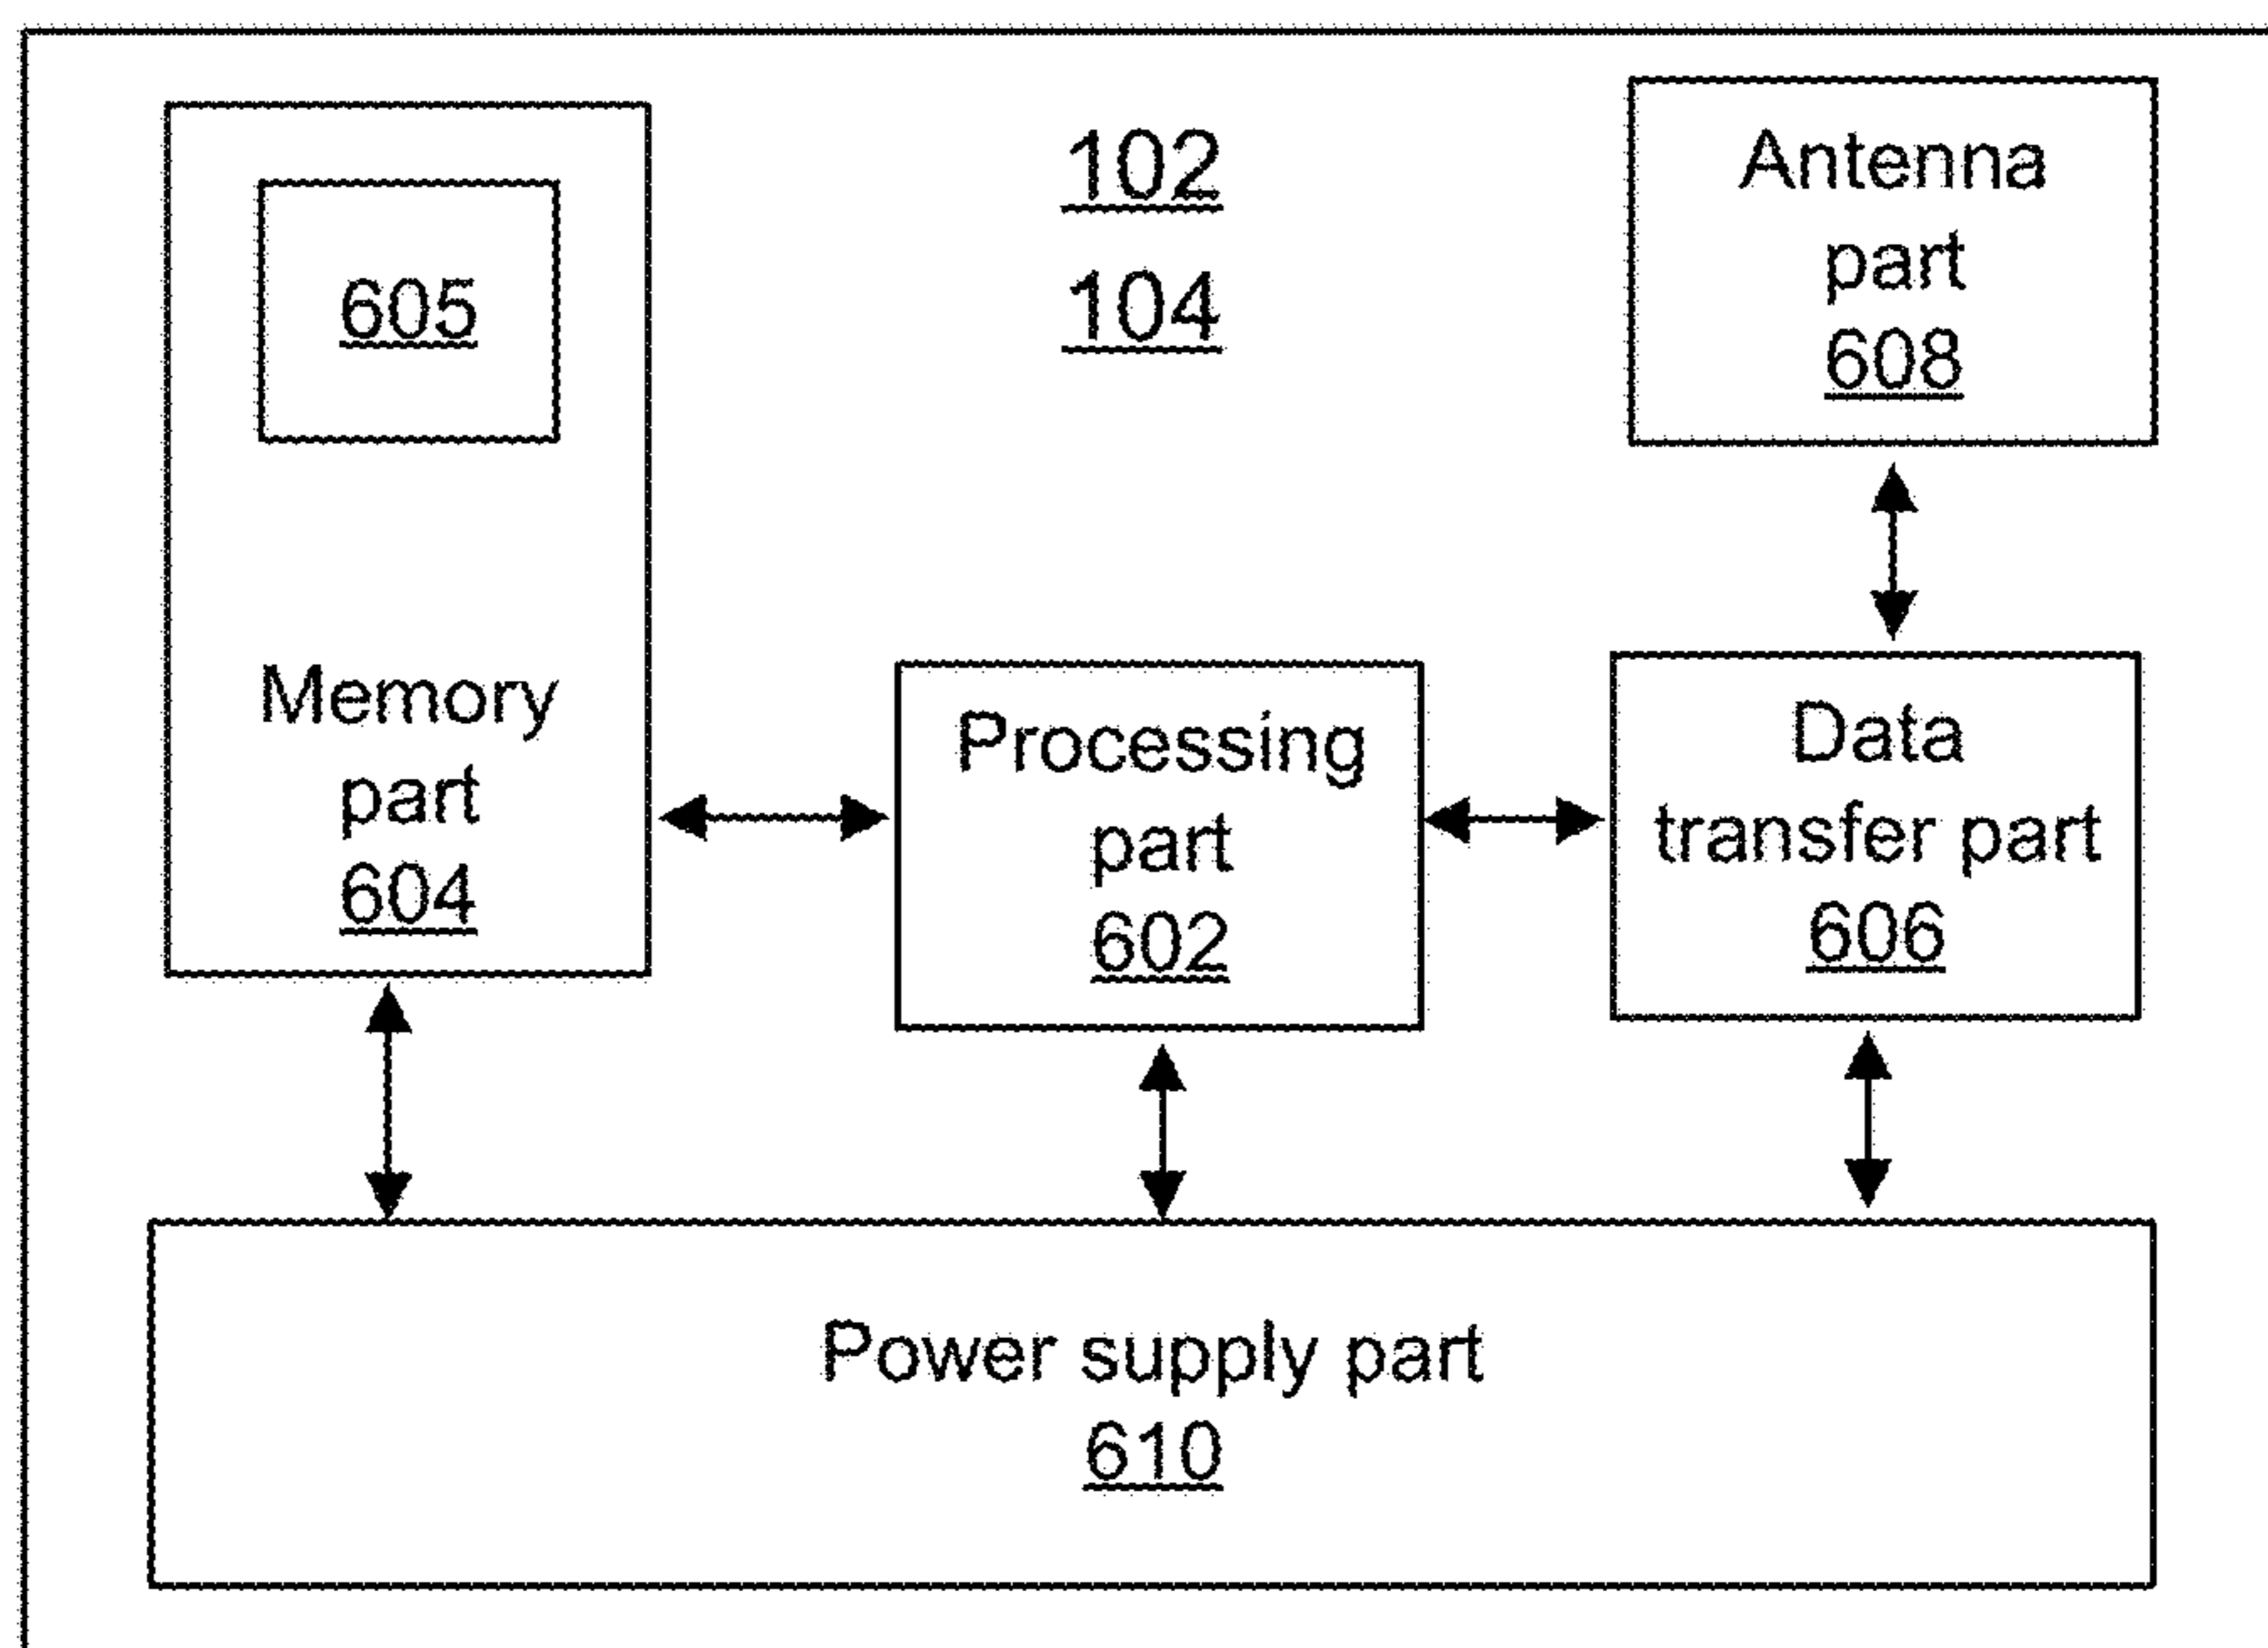 605
Memory
part
604
102
104
Antenna
part
608
Processing
part
602
Data
transfer part
606
Power supply part
610